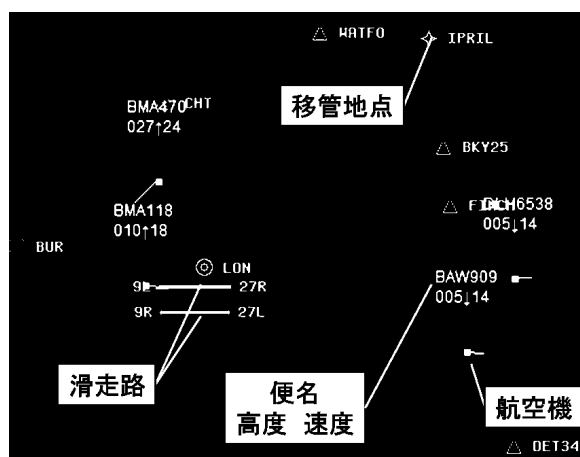 WATFO
IPRIL
BMA470
CHT
027↑24
移管地点
BKY25
BMA118
010↑18
DLH6538
005↓14
BUR
LON
BAW909
005↓14
27R
9R
27L
滑走路
便名
高度 速度
航空機
DET34